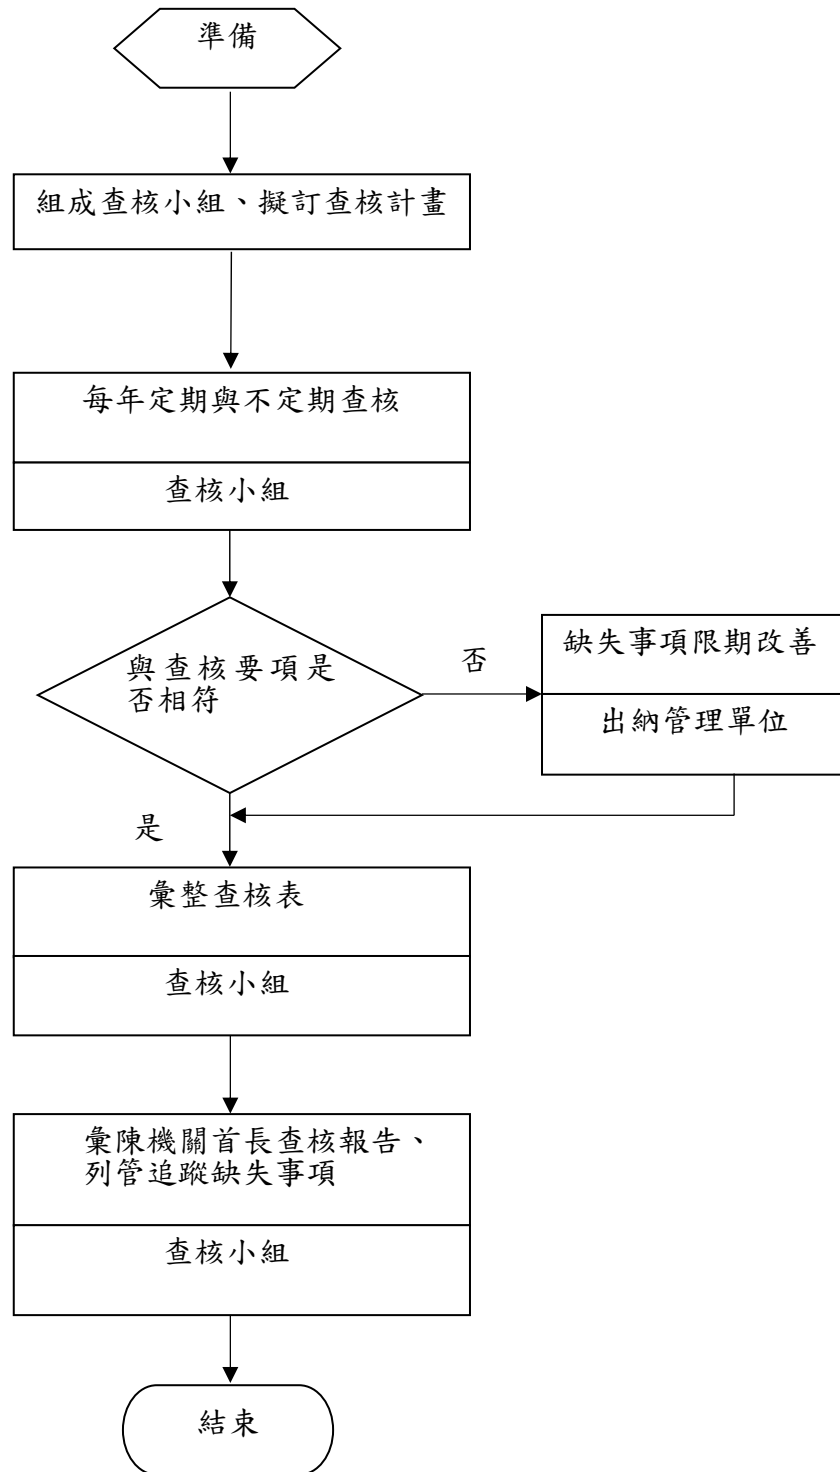 準備
組成查核小組、擬訂查核計畫
每年定期與不定期查核
查核小組
與查核要項是
否相符
否
缺失事項限期改善
出納管理單位
是
彙整查核表
查核小組
彙陳機關首長查核報告、
列管追蹤缺失事項
查核小組
結束